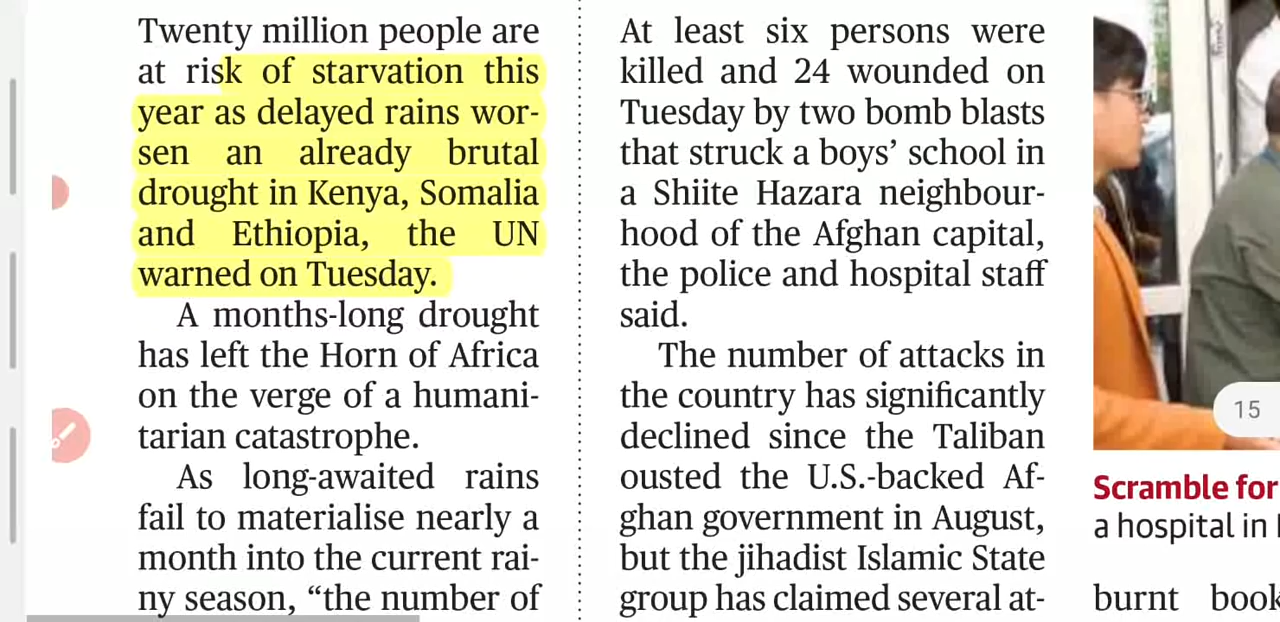 Twenty million people are
at risk of starvation this
year as delayed rains wor-
sen an already brutal
drought in Kenya, Somalia
and Ethiopia, the UN
warned on Tuesday.
A months-long drought
has left the Horn of Africa
on the verge of a humani-
tarian catastrophe.
As long-awaited rains
fail to materialise nearly a
month into the current rai-
ny season, “the number of
At least six persons were
killed and 24 wounded on
Tuesday by two bomb blasts
that struck a boys’ school in
a Shiite Hazara neighbour-
hood of the Afghan capital,
the police and hospital staff
said.
The number of attacks in
the country has significantly
declined since the Taliban
ousted the U.S.-backed Af-
ghan government in August,
but the jihadist Islamic State
group has claimed several at-
15
Scramble for
a hospital in
burnt book